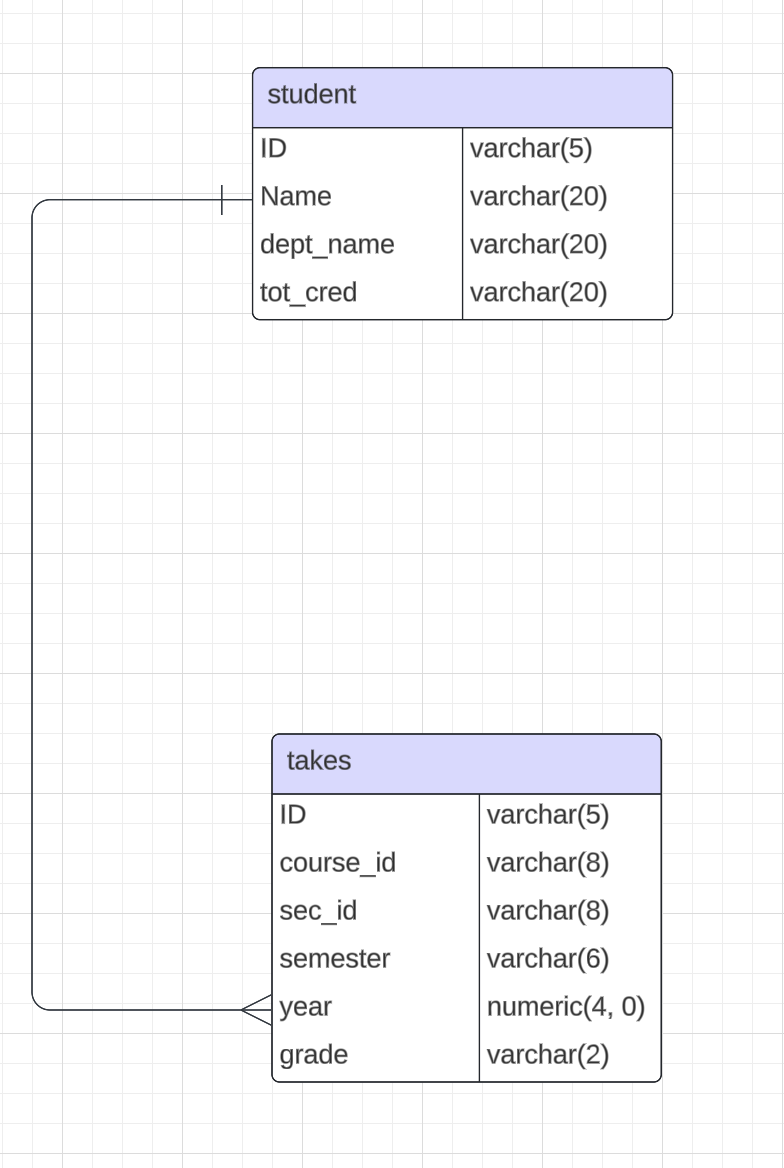 student
ID varchar(5)
Name varchar(20)
dept_name varchar(20)
tot_cred varchar(20)
takes
ID varchar(5)
course_id varchar(8)
sec_id varchar(8)
semester varchar(6)
year numeric(4, 0)
grade varchar(2)